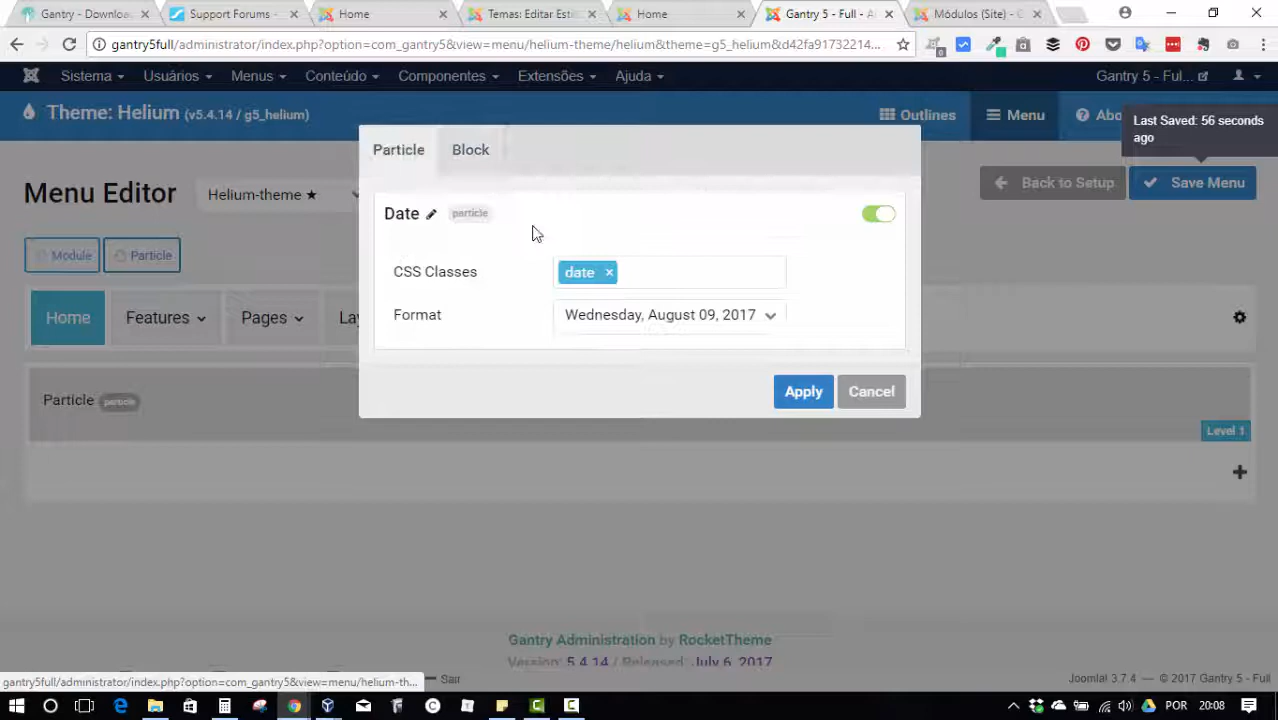 Gantry - Downloa
Support Forums -
Home
Temas: Editar Esti
Home
Gantry 5 - Full - A
Módulos (Site) - C
gantry5full/administrator/index.php?option=com_gantry5&view=menu/helium-theme/helium&theme=g5_helium&d42fa91732214...
Sistema Usuários Menus Conteúdo Componentes Extensões Ajuda
Gantry 5 - Ful...
Theme: Helium (v5.4.14 / g5_helium)
Outlines Menu Abo
Last Saved: 56 seconds
ago
Particle Block
Menu Editor
Helium-theme ★
Back to Setup
Save Menu
Date particle
Module Particle
CSS Classes date ×
Format Wednesday, August 09, 2017
Home Features Pages Lay
Particle particle
Apply Cancel
Level 1
Gantry Administration by RocketTheme
Version: 5.4.14 / Released: July 6, 2017
gantry5full/administrator/index.php?option=com_gantry5&view=menu/helium-th...
Sair
Joomla! 3.7.4 — © 2017 Gantry 5 - Full
POR 20:08